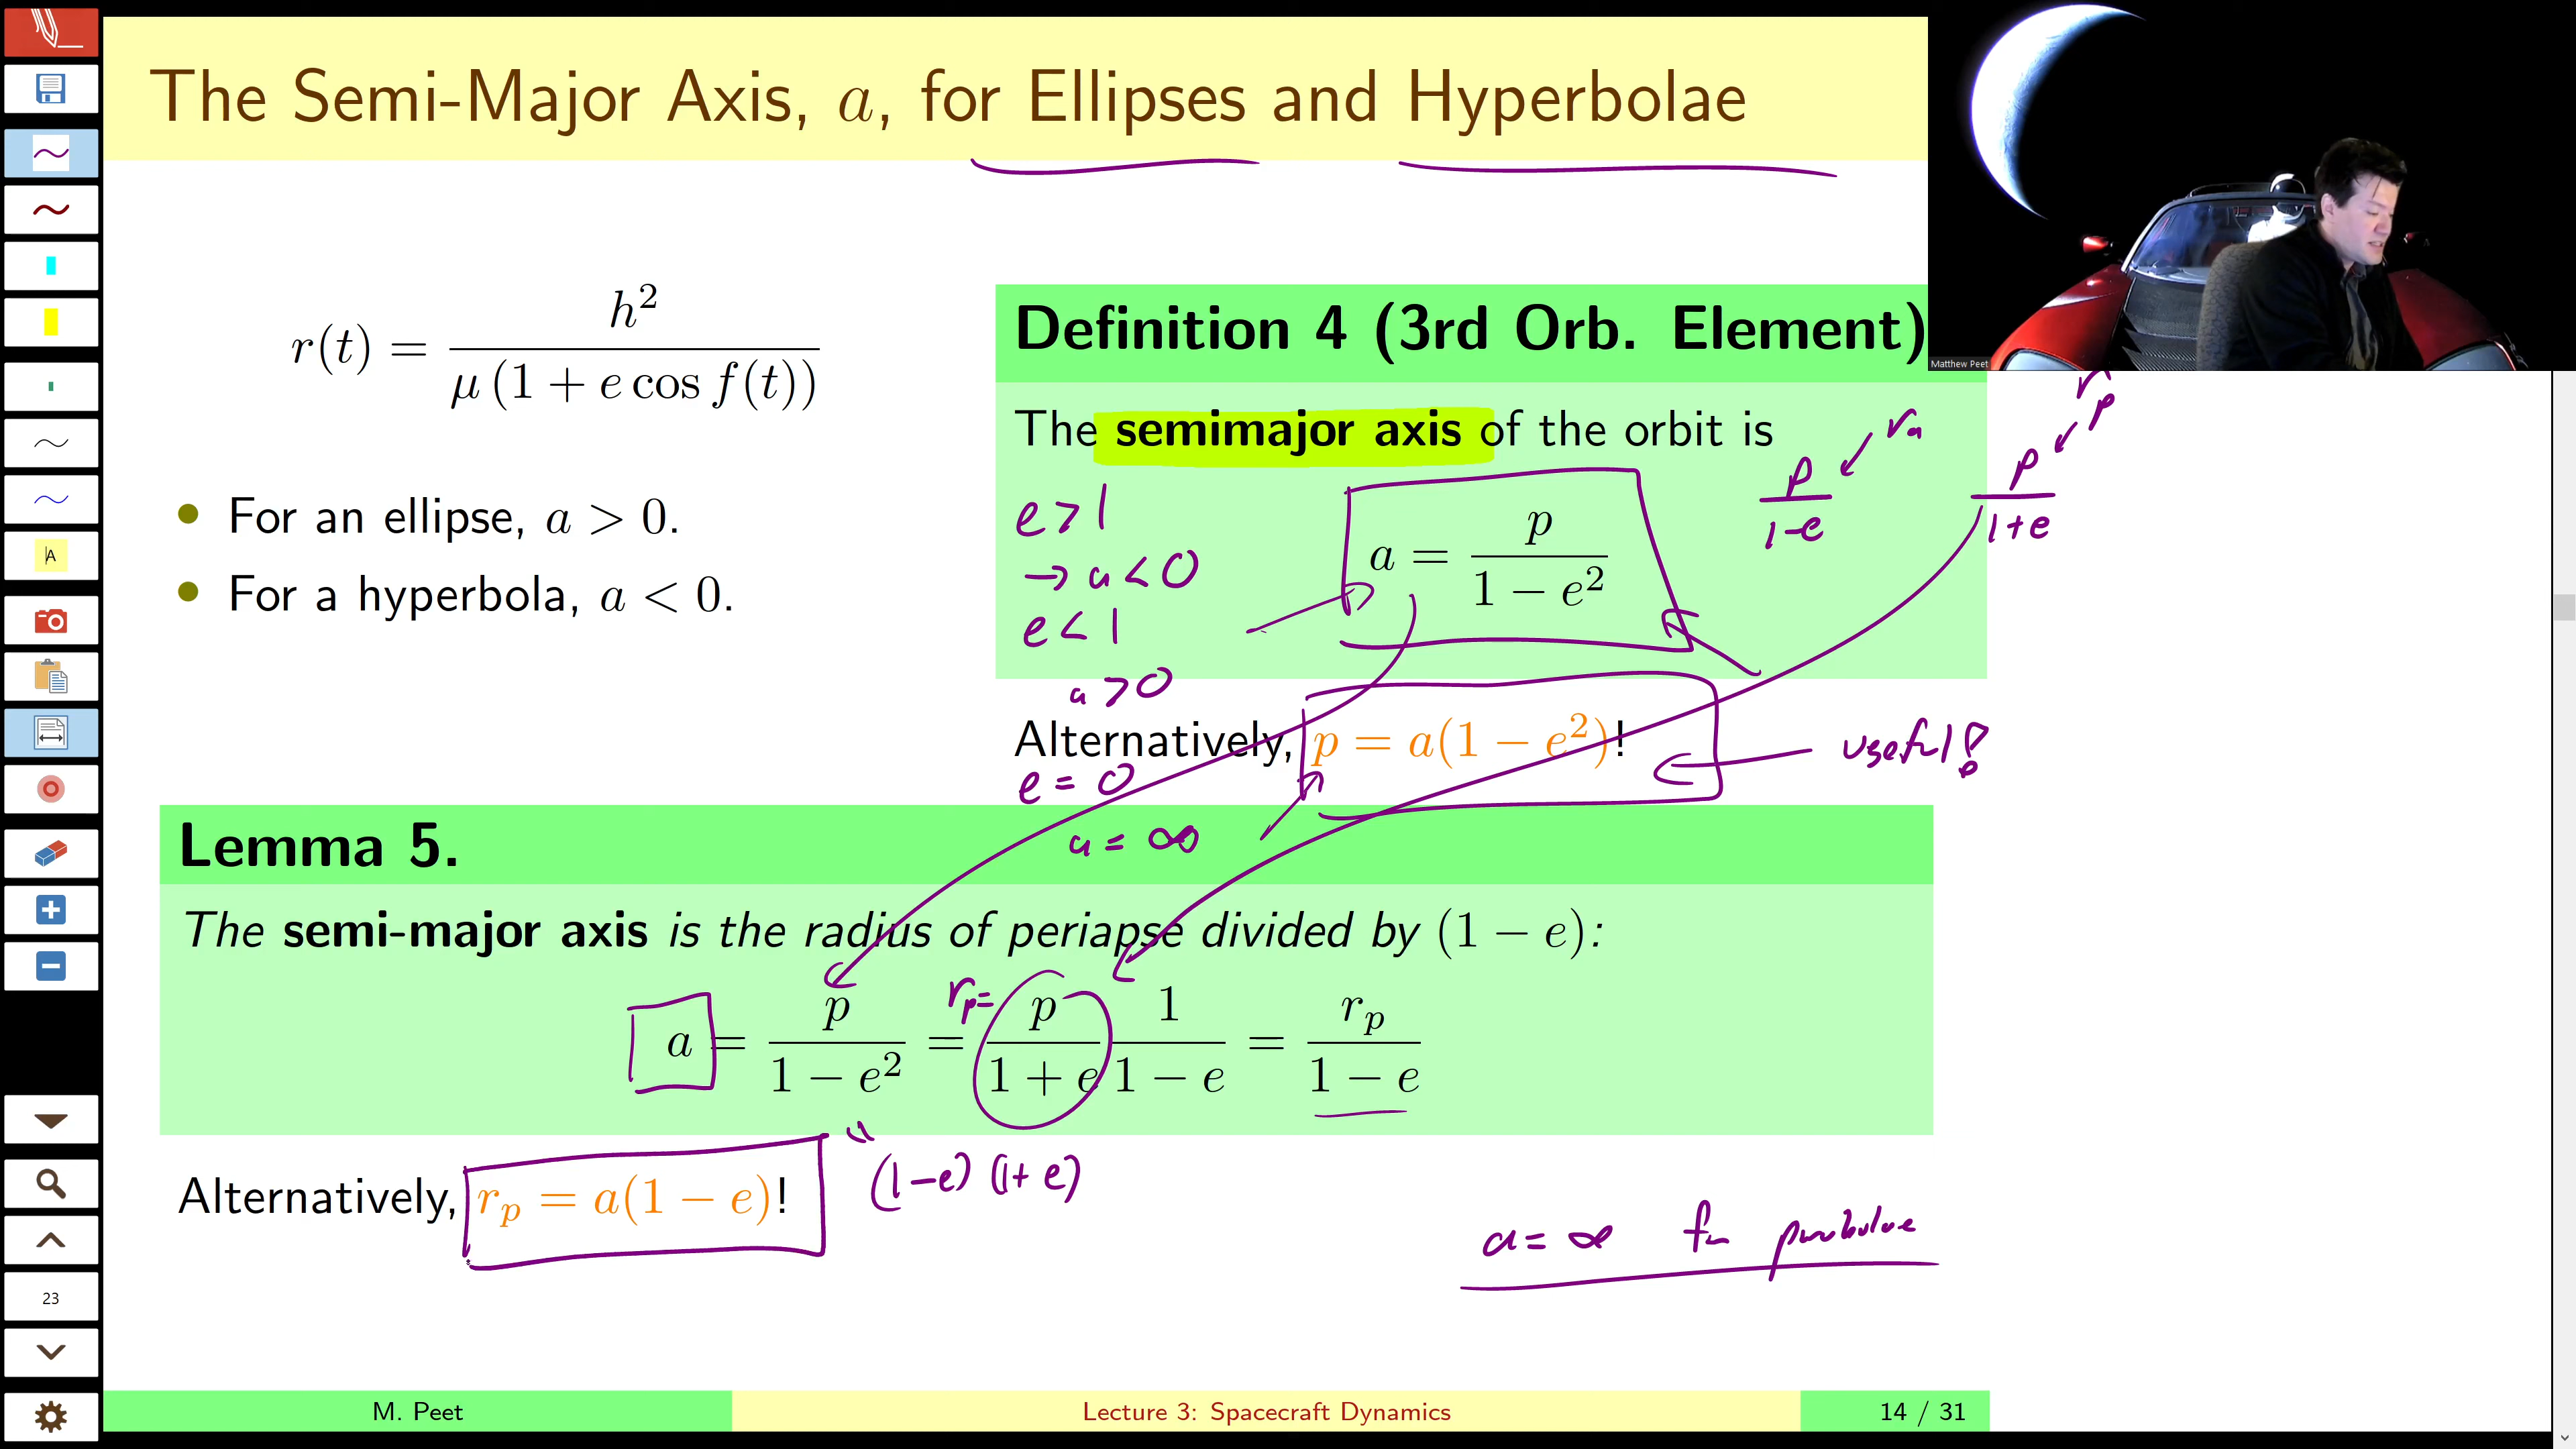 The Semi-Major Axis, a, for Ellipses and Hyperbolae
r(t) = h² / (μ (1 + e cos f(t)))
• For an ellipse, a > 0.
• For a hyperbola, a < 0.
Definition 4 (3rd Orb. Element)
The semimajor axis of the orbit is
a = p / (1 − e²)
e > 1
→ a < 0
e < 1
a > 0
p / (1-e) ↙ rₐ
p / (1+e) ↙ r_p
Alternatively, p = a(1 − e²)!
useful!
e = 0
a = ∞
Lemma 5.
The semi-major axis is the radius of periapse divided by (1 − e):
a = p / (1 − e²) = p / (1 + e) 1 / (1 − e) = r_p / (1 − e)
r_p =
" (1-e) (1+e)
Alternatively, r_p = a(1 − e)!
a = ∞ for parabolae
M. Peet
Lecture 3: Spacecraft Dynamics
14 / 31
Matthew Peet
A
23